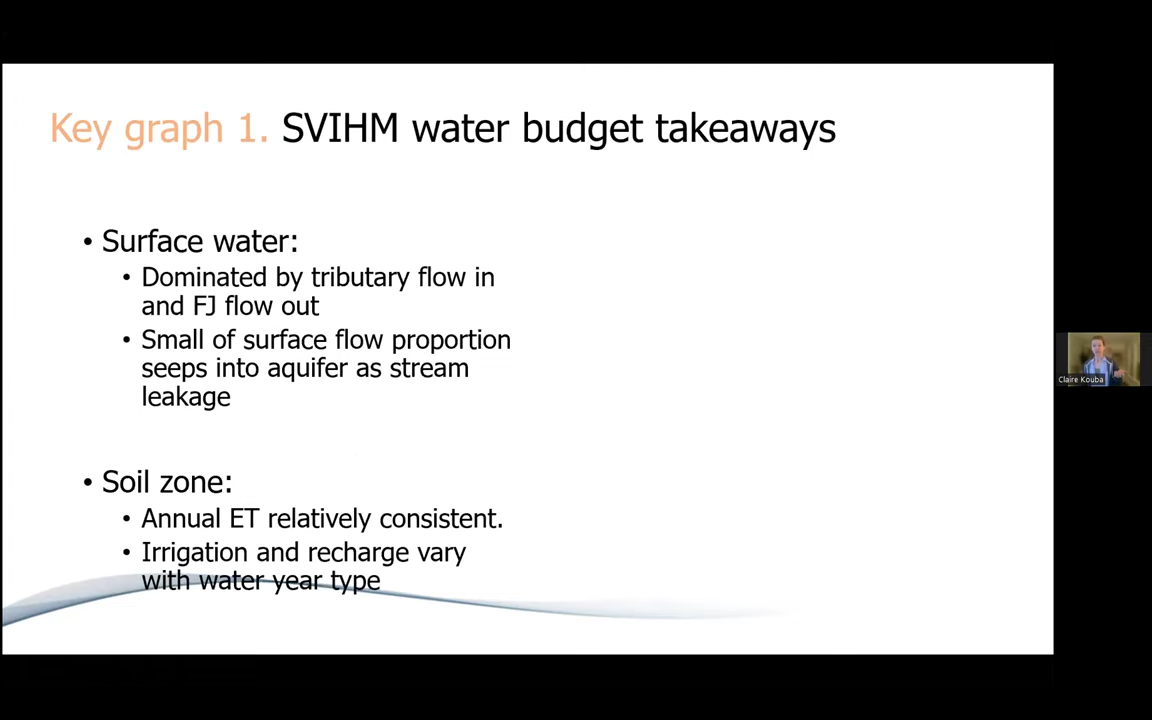 Key graph 1. SVIHM water budget takeaways
• Surface water:
• Dominated by tributary flow in
and FJ flow out
• Small of surface flow proportion
seeps into aquifer as stream
leakage
• Soil zone:
• Annual ET relatively consistent.
• Irrigation and recharge vary
with water year type
Claire Kouba